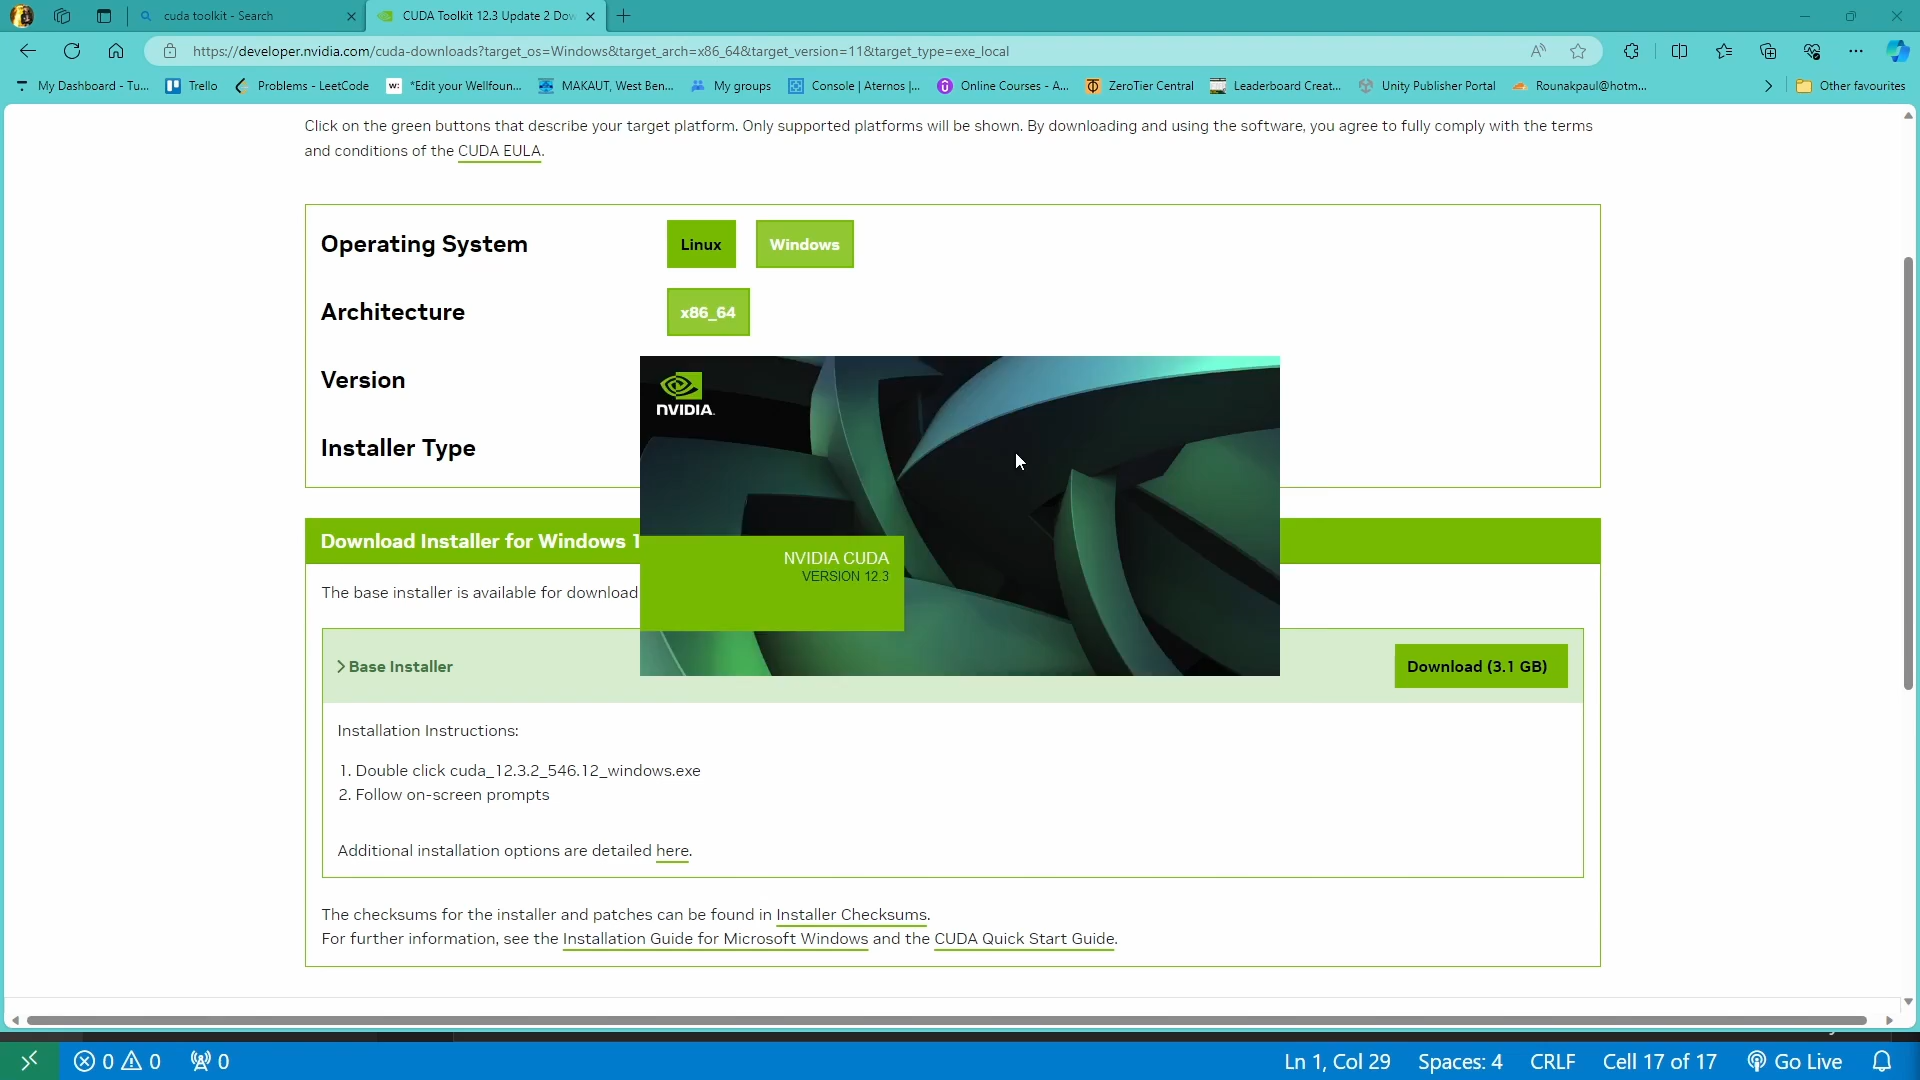 cuda toolkit - Search
CUDA Toolkit 12.3 Update 2 Dow
https://developer.nvidia.com/cuda-downloads?target_os=Windows&target_arch=x86_64&target_version=11&target_type=exe_local
My Dashboard - Tu...
Trello
Problems - LeetCode
*Edit your Wellfoun...
MAKAUT, West Ben...
My groups
Console | Aternos |...
Online Courses - A...
ZeroTier Central
Leaderboard Creat...
Unity Publisher Portal
Rounakpaul@hotm...
Other favourites
Click on the green buttons that describe your target platform. Only supported platforms will be shown. By downloading and using the software, you agree to fully comply with the terms
and conditions of the CUDA EULA.
Operating System
Linux
Windows
Architecture
x86_64
Version
Installer Type
NVIDIA.
NVIDIA CUDA
VERSION 12.3
Download Installer for Windows 1
The base installer is available for download
Base Installer
Download (3.1 GB)
Installation Instructions:
1. Double click cuda_12.3.2_546.12_windows.exe
2. Follow on-screen prompts
Additional installation options are detailed here.
The checksums for the installer and patches can be found in Installer Checksums.
For further information, see the Installation Guide for Microsoft Windows and the CUDA Quick Start Guide.
0 0 0
Ln 1, Col 29
Spaces: 4
CRLF
Cell 17 of 17
Go Live